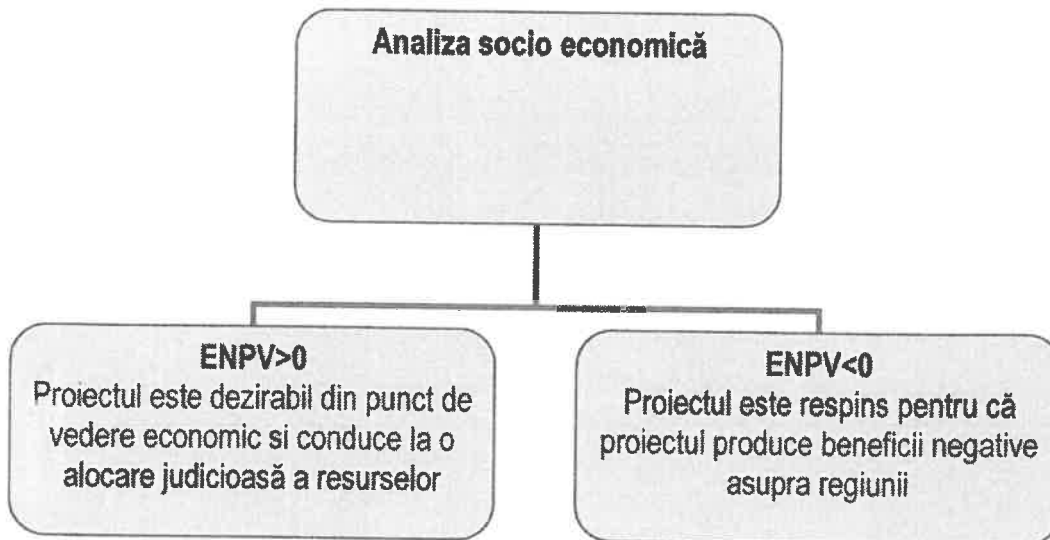 Analiza socio economică
ENPV>0
Proiectul este dezirabil din punct de
vedere economic si conduce la o
alocare judicioasă a resurselor
ENPV<0
Proiectul este respins pentru că
proiectul produce beneficii negative
asupra regiunii